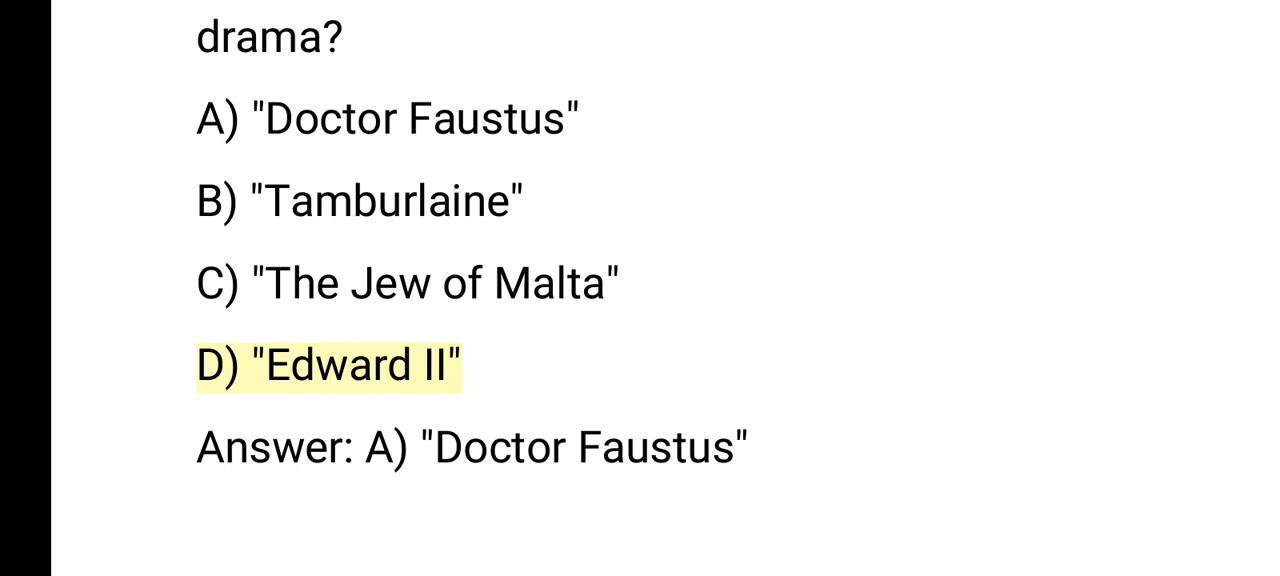 drama?
A) "Doctor Faustus"
B) "Tamburlaine"
C) "The Jew of Malta"
D) "Edward II"
Answer: A) "Doctor Faustus"